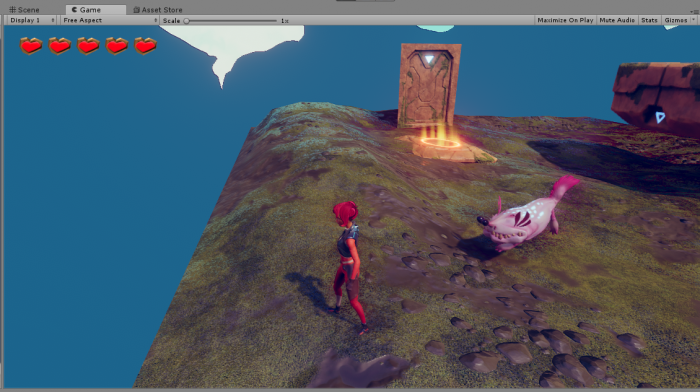 Scene Game Asset Store
Display 1 Free Aspect Scale 1x Maximize On Play Mute Audio Stats Gizmos